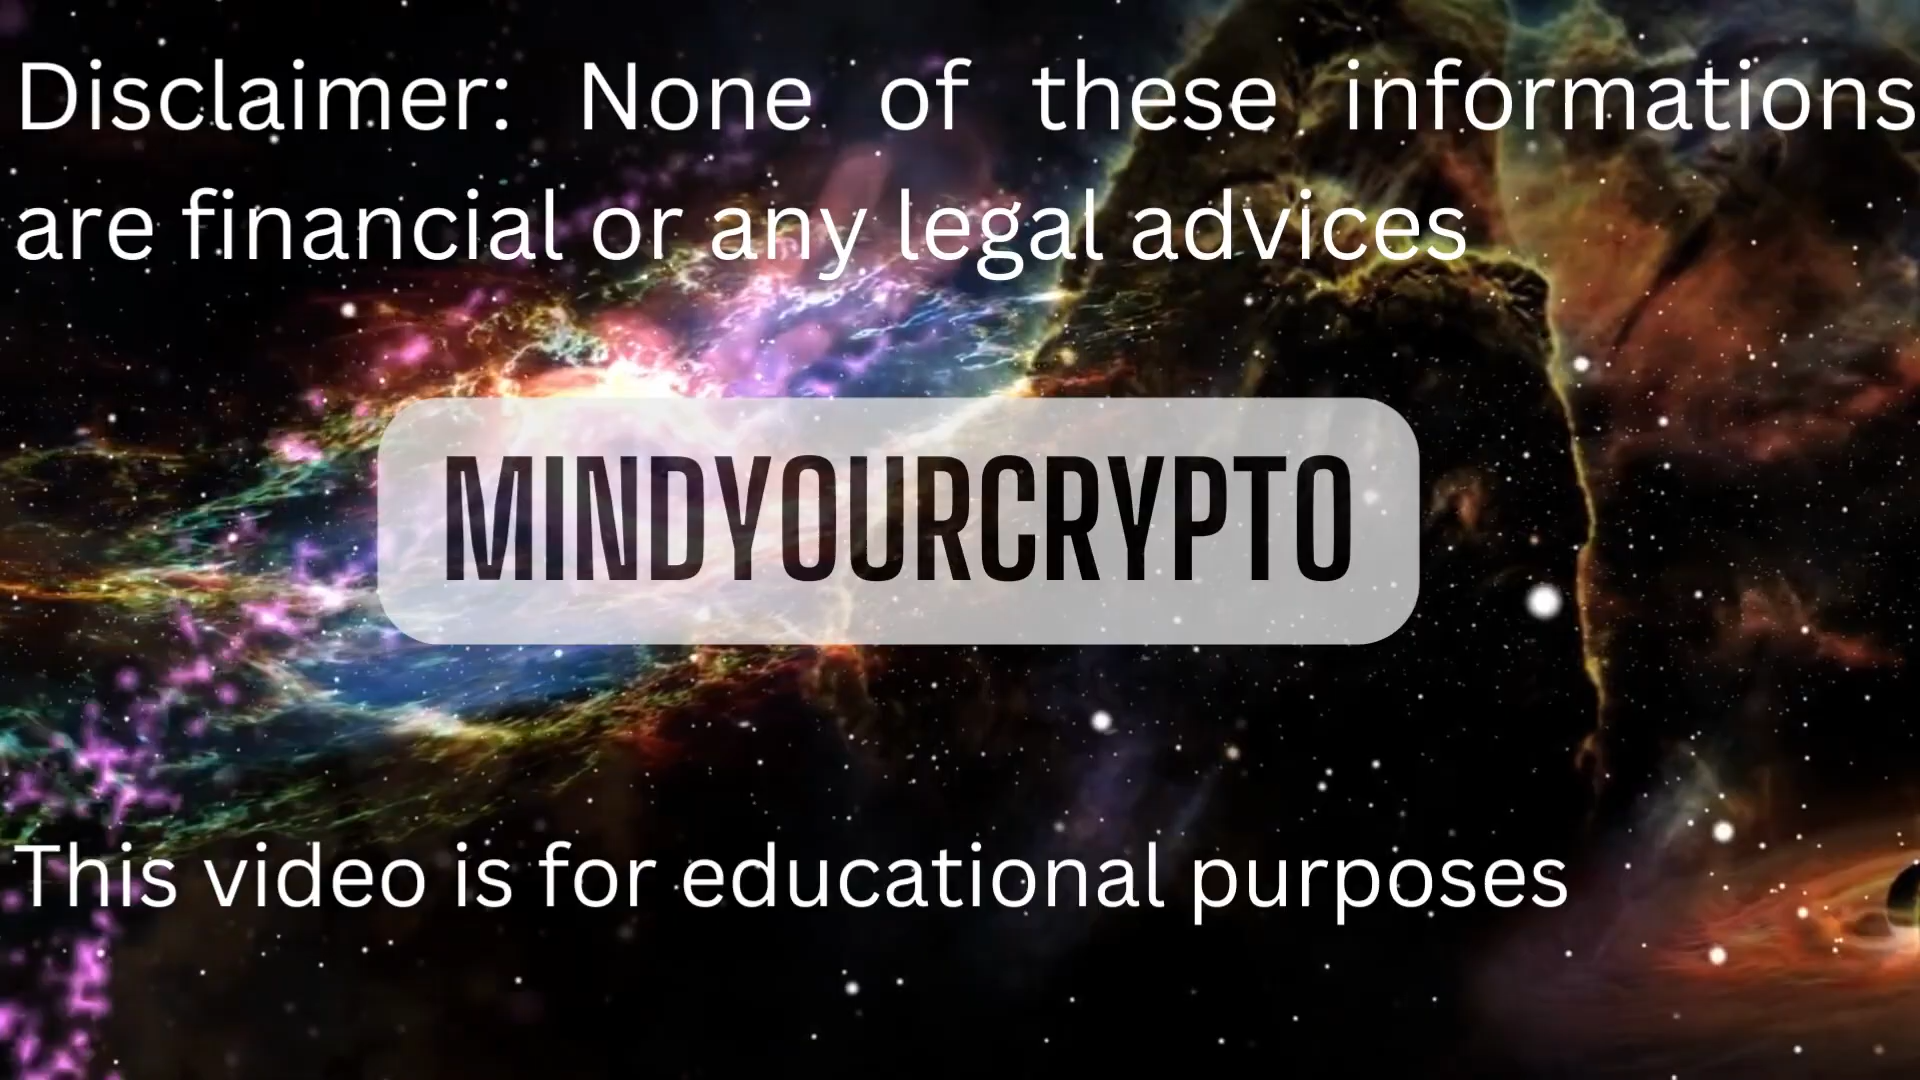 Disclaimer: None of these informations
are financial or any legal advices
MINDYOURCRYPTO
This video is for educational purposes